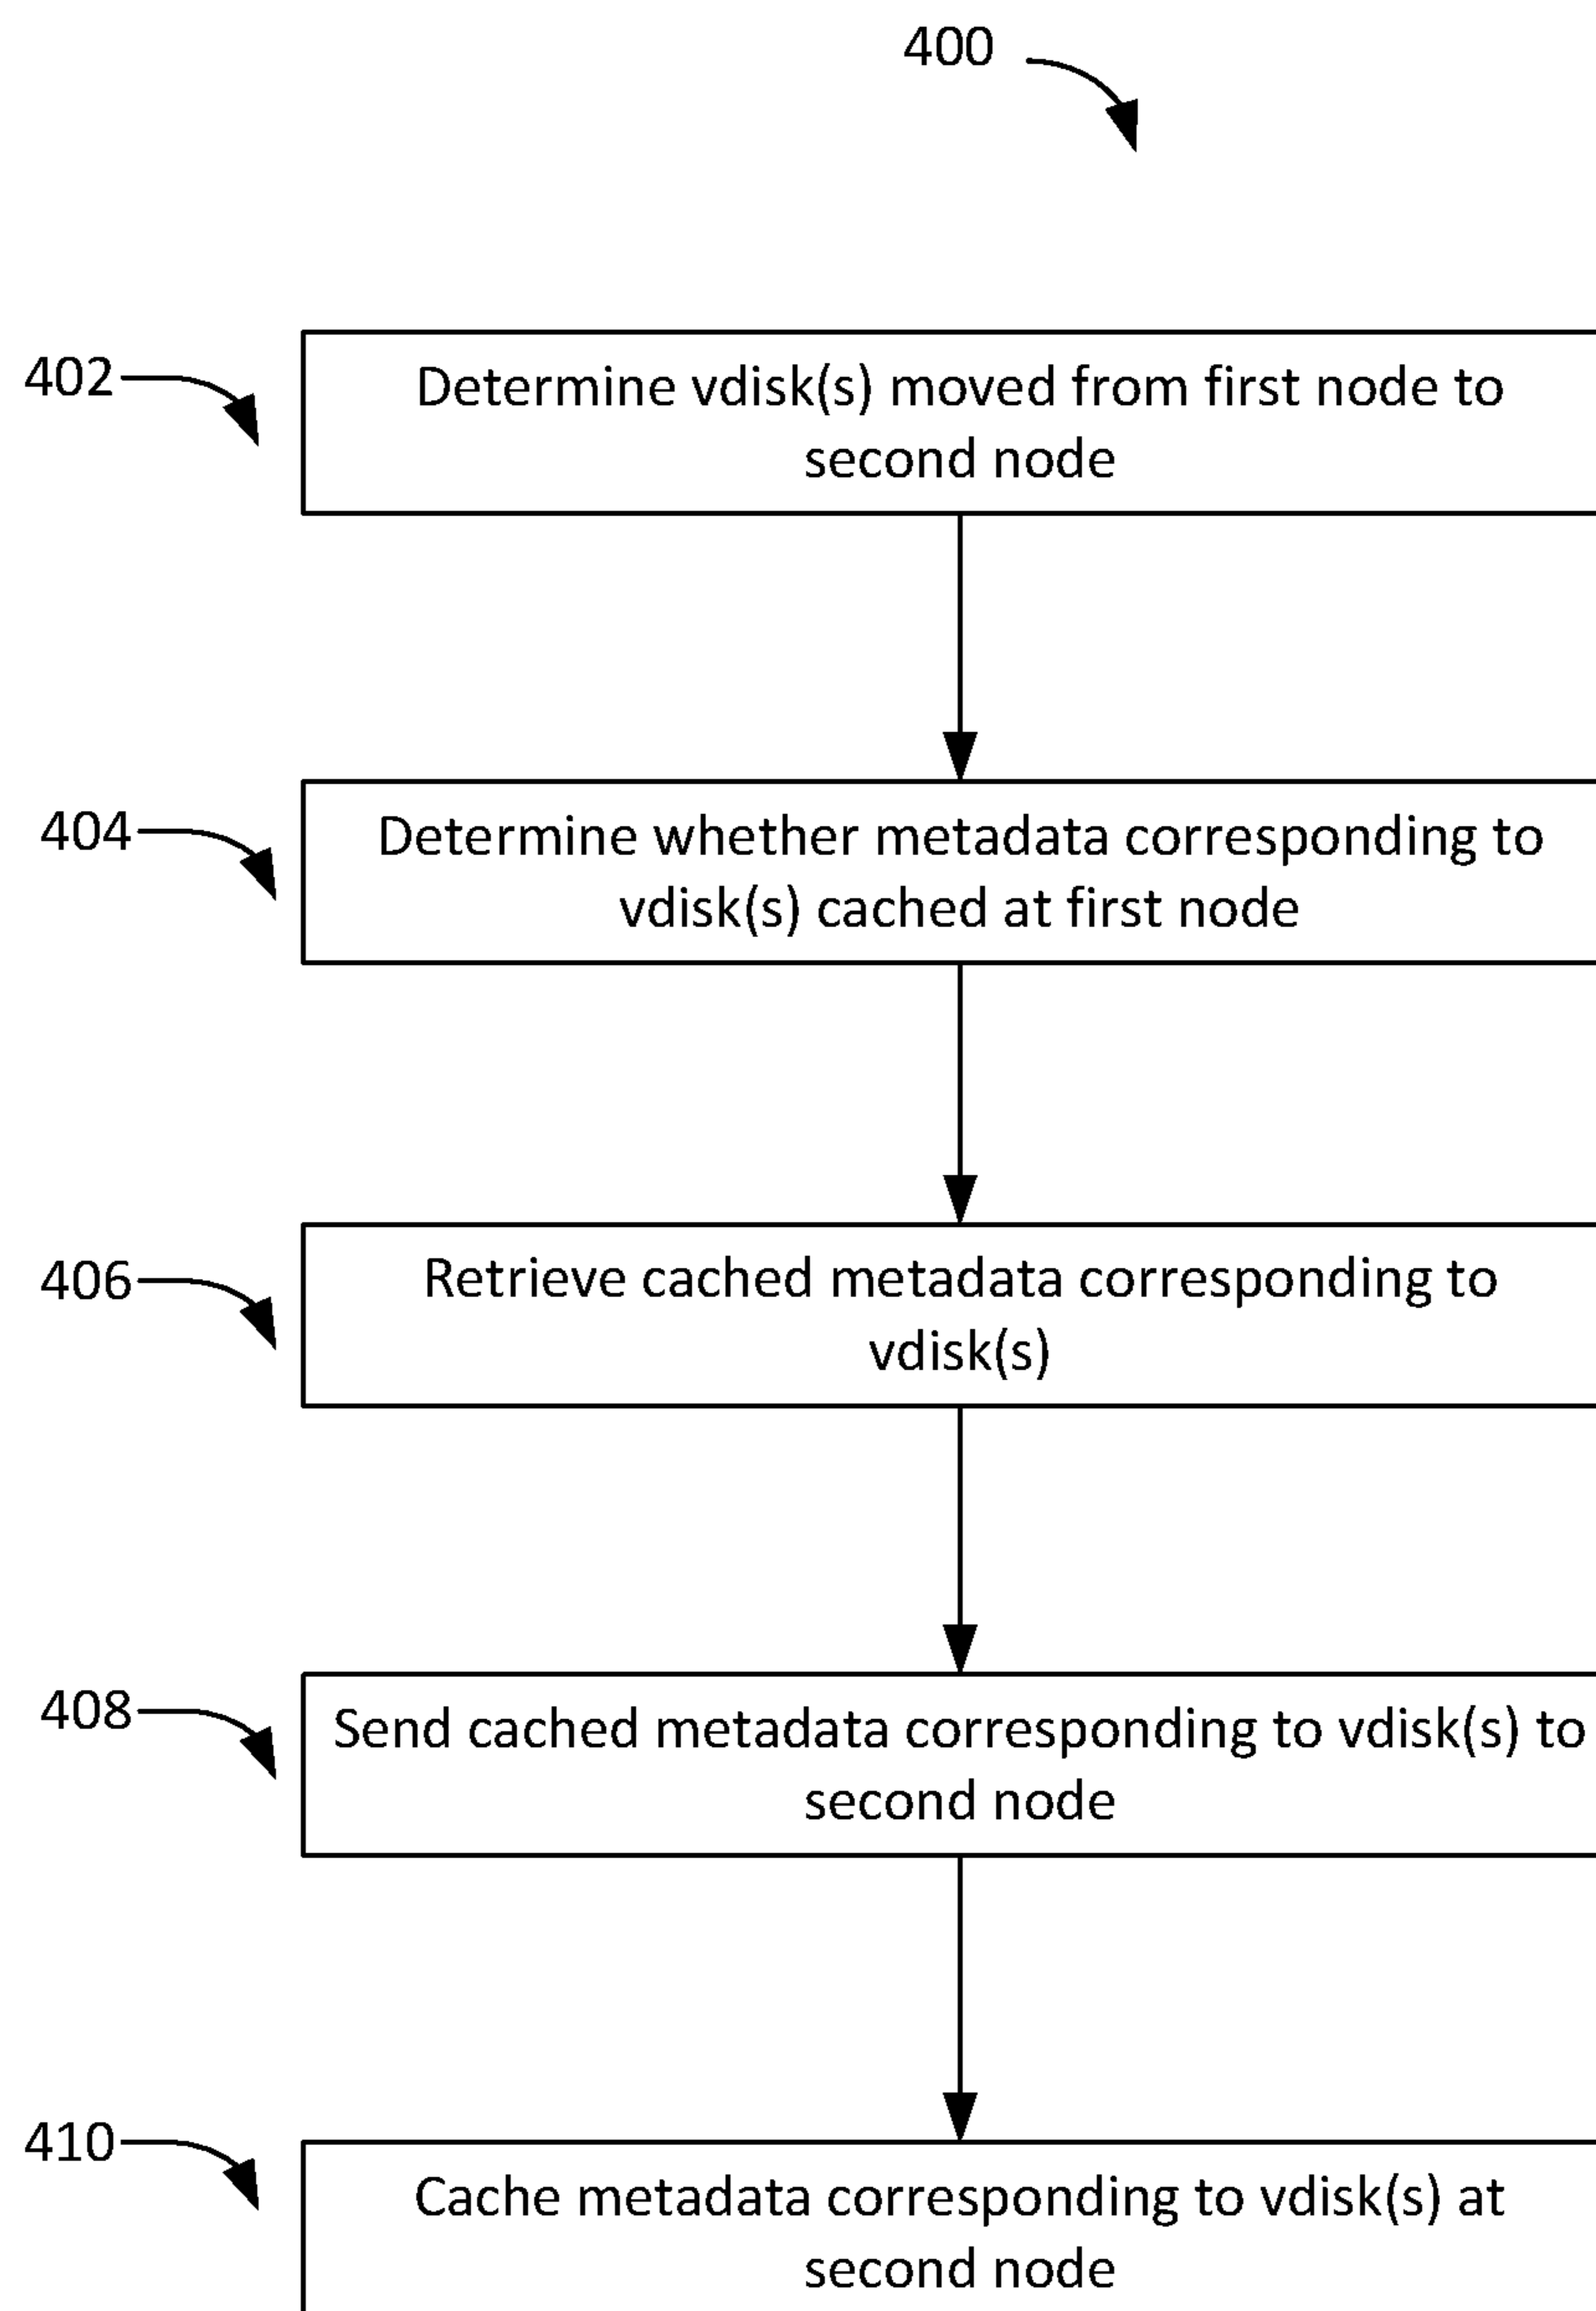 400
402
Determine vdisk(s) moved from first node to
second node
404
Determine whether metadata corresponding to
vdisk(s) cached at first node
406
Retrieve cached metadata corresponding to
vdisk(s)
408
Send cached metadata corresponding to vdisk(s) to
second node
410
Cache metadata corresponding to vdisk(s) at
second node